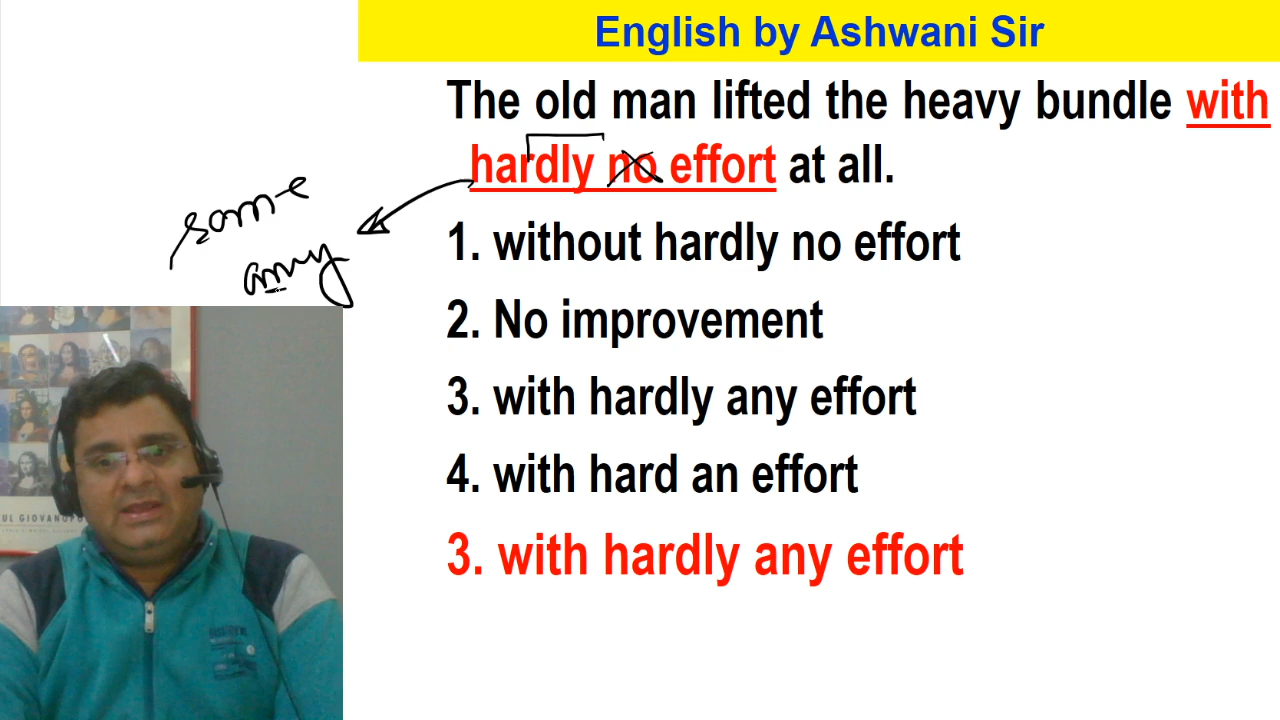 English by Ashwani Sir
The old man lifted the heavy bundle with
hardly no effort at all.
some
any
1. without hardly no effort
2. No improvement
3. with hardly any effort
4. with hard an effort
3. with hardly any effort
UL GIOVANOPO